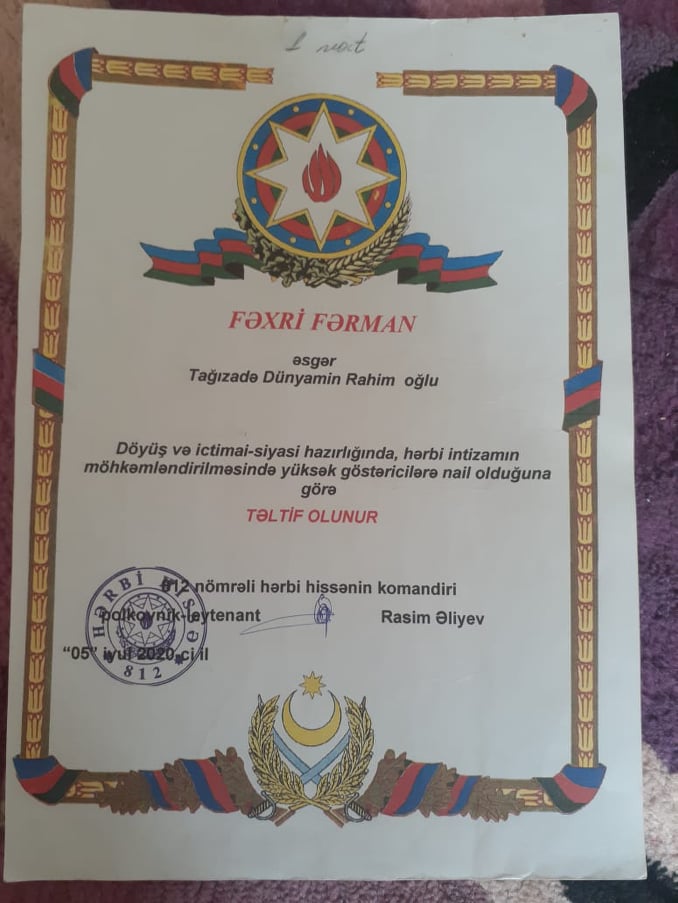 FƏXRİ FƏRMAN
əsgər
Tağızadə Dünyamin Rahim oğlu
Döyüş və ictimai-siyasi hazırlığında, hərbi intizamın
möhkəmləndirilməsində yüksək göstəricilərə nail olduğuna
görə
TƏLTİF OLUNUR
812 nömrəli hərbi hissənin komandiri
polkovnik-leytenant Rasim Əliyev
“05” iyul 2020-ci il
HƏRBİ HİSSƏ
812